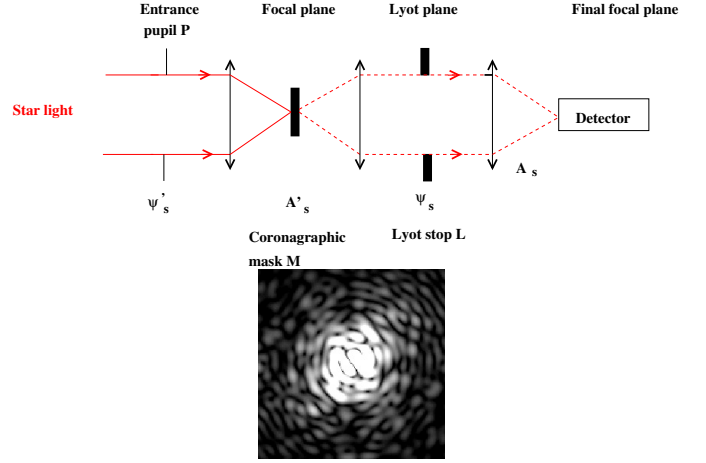 Entrance
pupil P
Focal plane
Lyot plane
Final focal plane
Star light
Detector
ψ's
A's
ψs
As
Coronagraphic
mask M
Lyot stop L